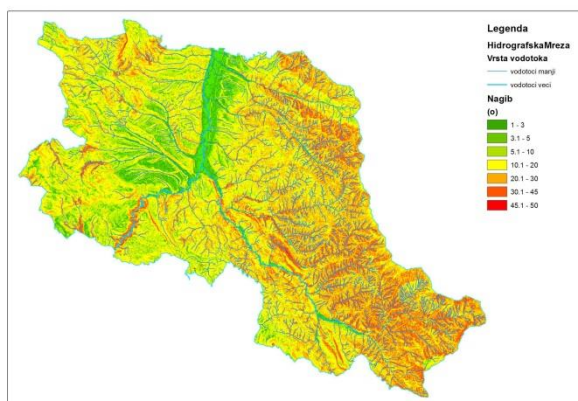 Legenda
HidrografskaMreza
Vrsta vodotoka
vodotoci manji
vodotoci veci
Nagib
(o)
1 - 3
3.1 - 5
5.1 - 10
10.1 - 20
20.1 - 30
30.1 - 45
45.1 - 50